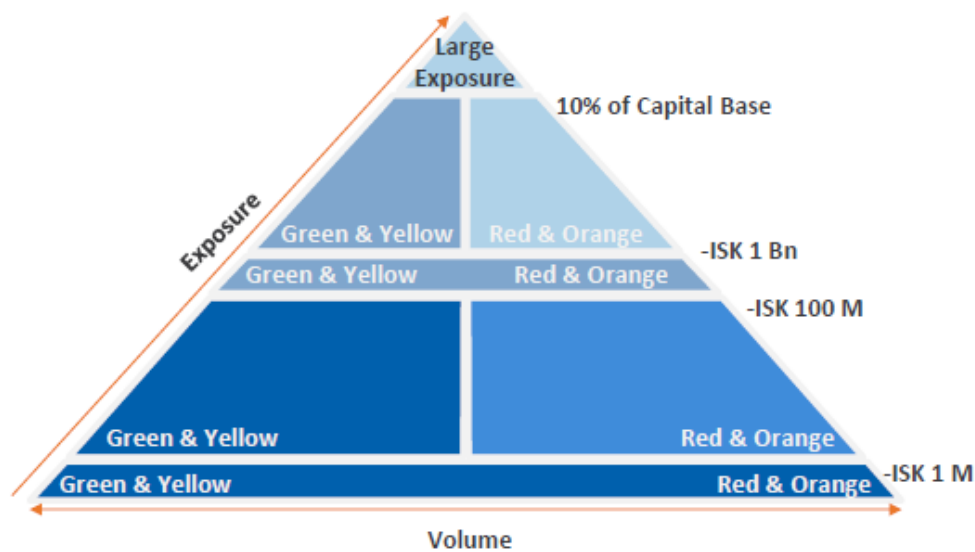 Large
Exposure
10% of Capital Base
Exposure
Green & Yellow
Red & Orange
-ISK 1 Bn
Green & Yellow
Red & Orange
-ISK 100 M
Green & Yellow
Red & Orange
-ISK 1 M
Green & Yellow
Red & Orange
Volume